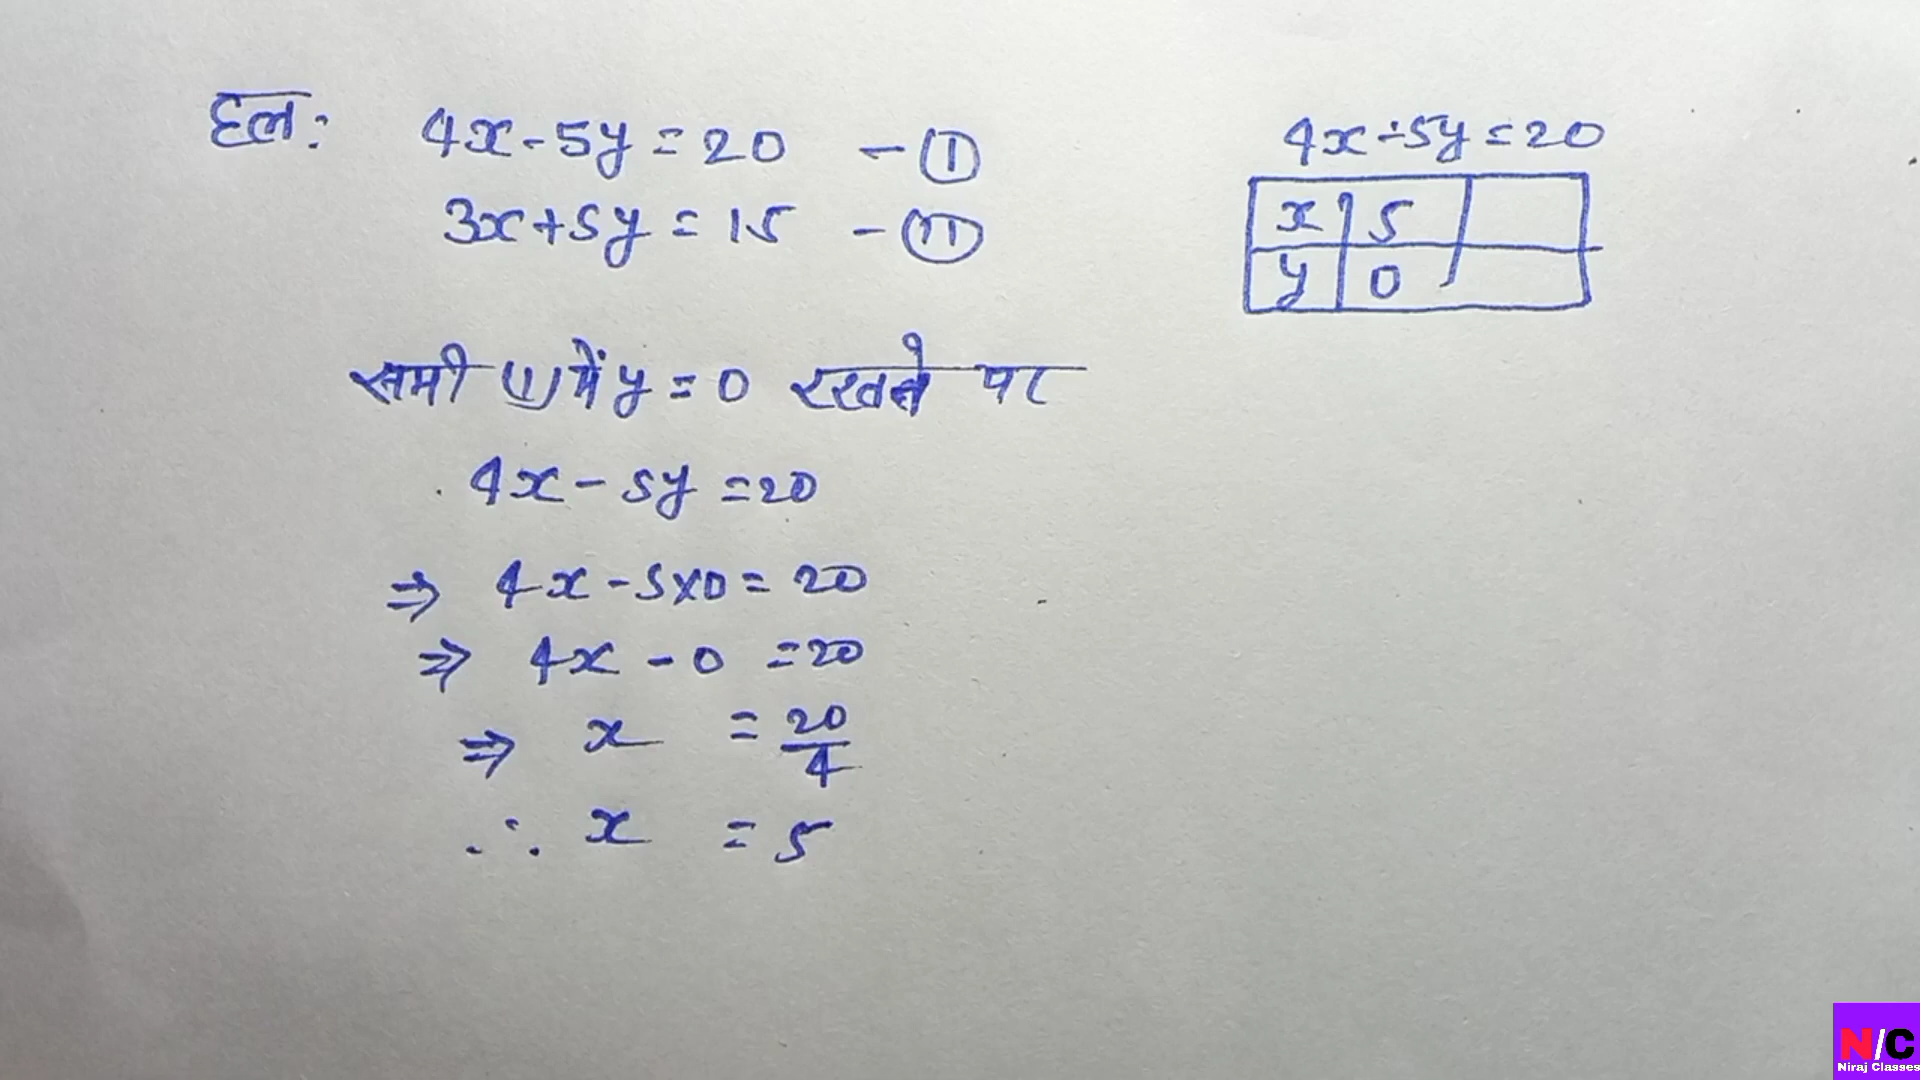 हल: 4x-5y=20 -(I)
3x+5y=15 -(II)
समी (1) में y=0 रखने पर
4x-5y=20
⇒ 4x-5×0=20
⇒ 4x-0=20
⇒ x = 20/4
∴ x = 5
4x-5y=20
x 5
y 0
N/C
Niraj Classes